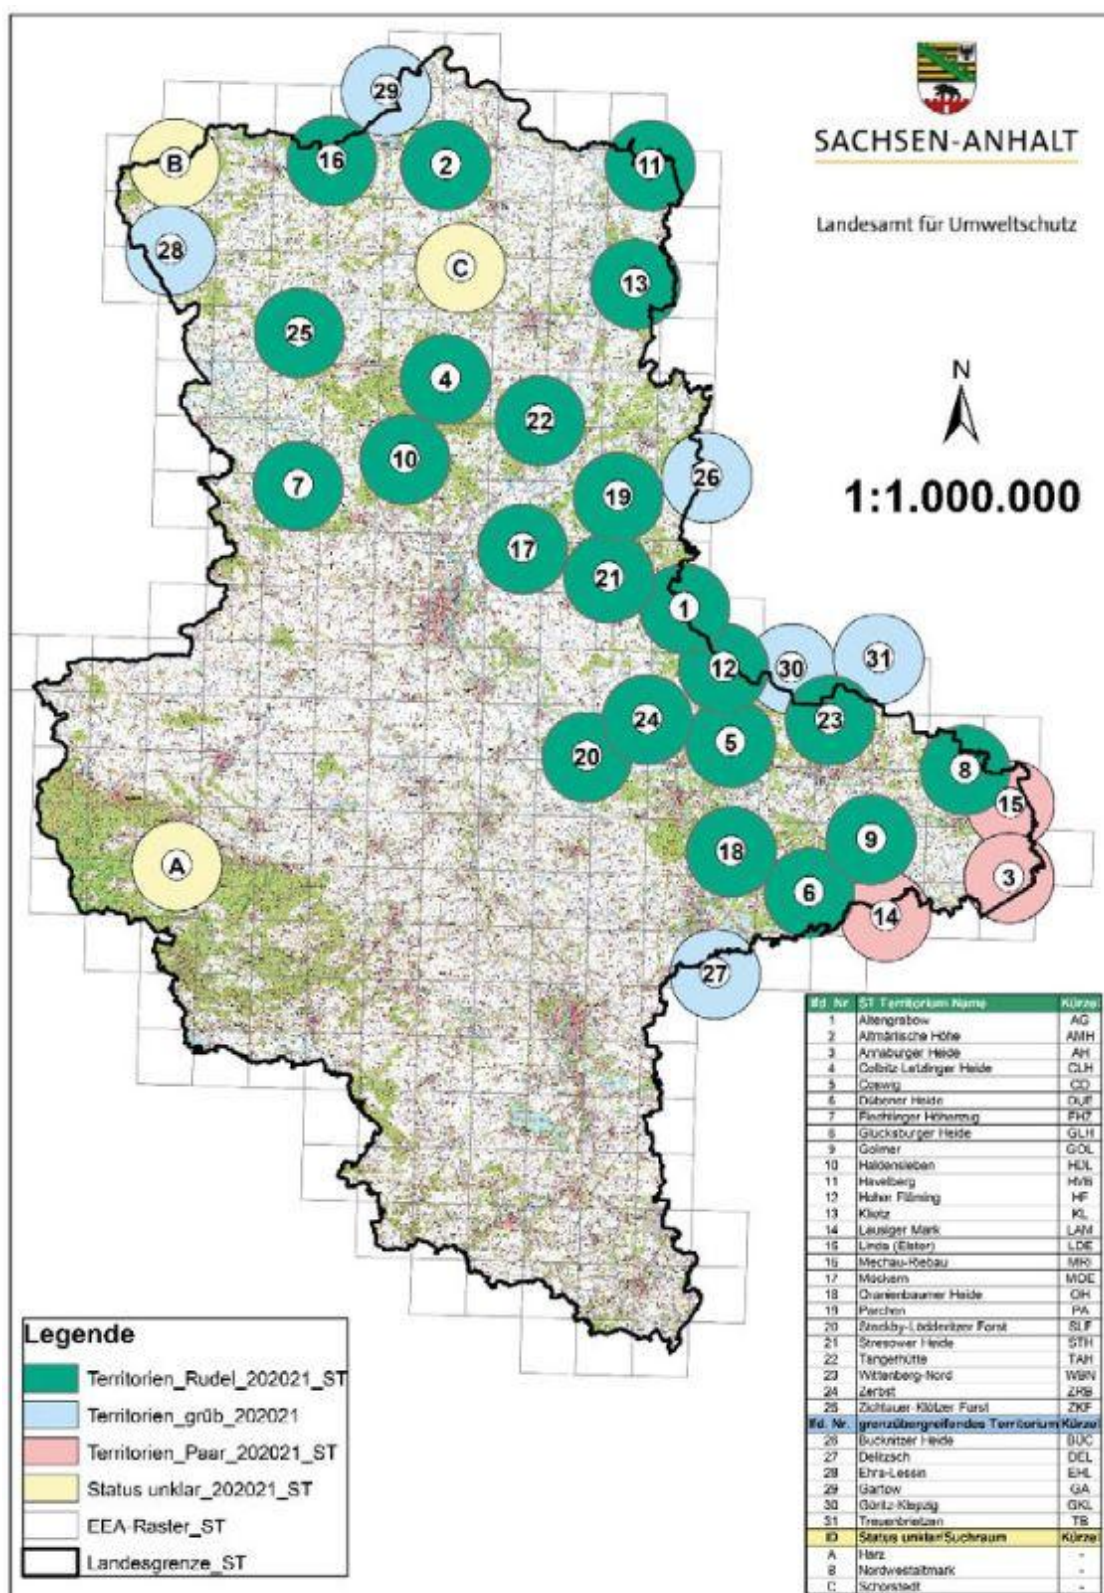 SACHSEN-ANHALT
Landesamt für Umweltschutz
N
1:1.000.000
29
B
16
2
11
28
C
13
25
4
22
10
7
26
19
17
21
1
12
30
31
24
23
5
20
8
15
18
9
A
3
6
14
27
lfd. Nr. ST Territorium Name Kürzel
1 Altengrabow AG
2 Altmärkische Höhe AMH
3 Annaburger Heide AH
4 Colbitz Letzlinger Heide CLH
5 Coswig CO
6 Dübener Heide DUE
7 Flechtinger Höhenzug FHZ
8 Glücksburger Heide GLH
9 Golmer GOL
10 Haldensleben HDL
11 Havelberg HVB
12 Hoher Fläming HF
13 Klietz KL
14 Lausiger Mark LAM
15 Linda (Elster) LDE
16 Mechau-Riebau MRI
17 Möckern MOE
18 Oranienbaumer Heide OH
19 Parchen PA
20 Steckby-Lödderitzer Forst SLF
21 Stresower Heide STH
22 Tangerhütte TAH
23 Wittenberg-Nord WBN
24 Zerbst ZRB
25 Zichtauer-Klötzer Forst ZKF
lfd. Nr. grenzübergreifendes Territorium Kürzel
26 Bucknitzer Heide BUC
27 Delitzsch DEL
28 Ehra-Lessin EHL
29 Gartow GA
30 Göritz-Klepzig GKL
31 Treuenbrietzen TB
ID Status unklar/Suchraum Kürzel
A Harz -
B Nordwestaltmark -
C Schorstedt -
Legende
Territorien_Rudel_202021_ST
Territorien_grüb_202021
Territorien_Paar_202021_ST
Status unklar_202021_ST
EEA-Raster_ST
Landesgrenze_ST